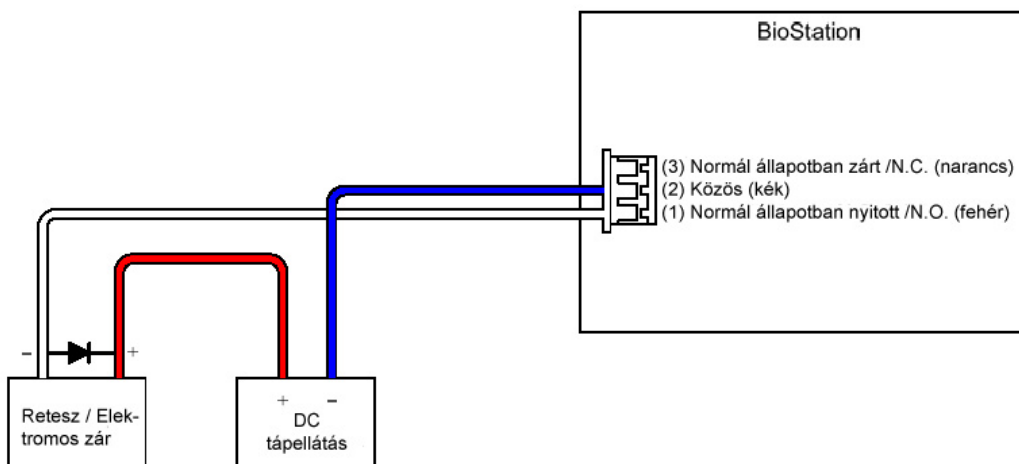 BioStation
(3) Normál állapotban zárt /N.C. (narancs)
(2) Közös (kék)
(1) Normál állapotban nyitott /N.O. (fehér)
− +
Retesz / Elek-
tromos zár
+ −
DC
tápellátás